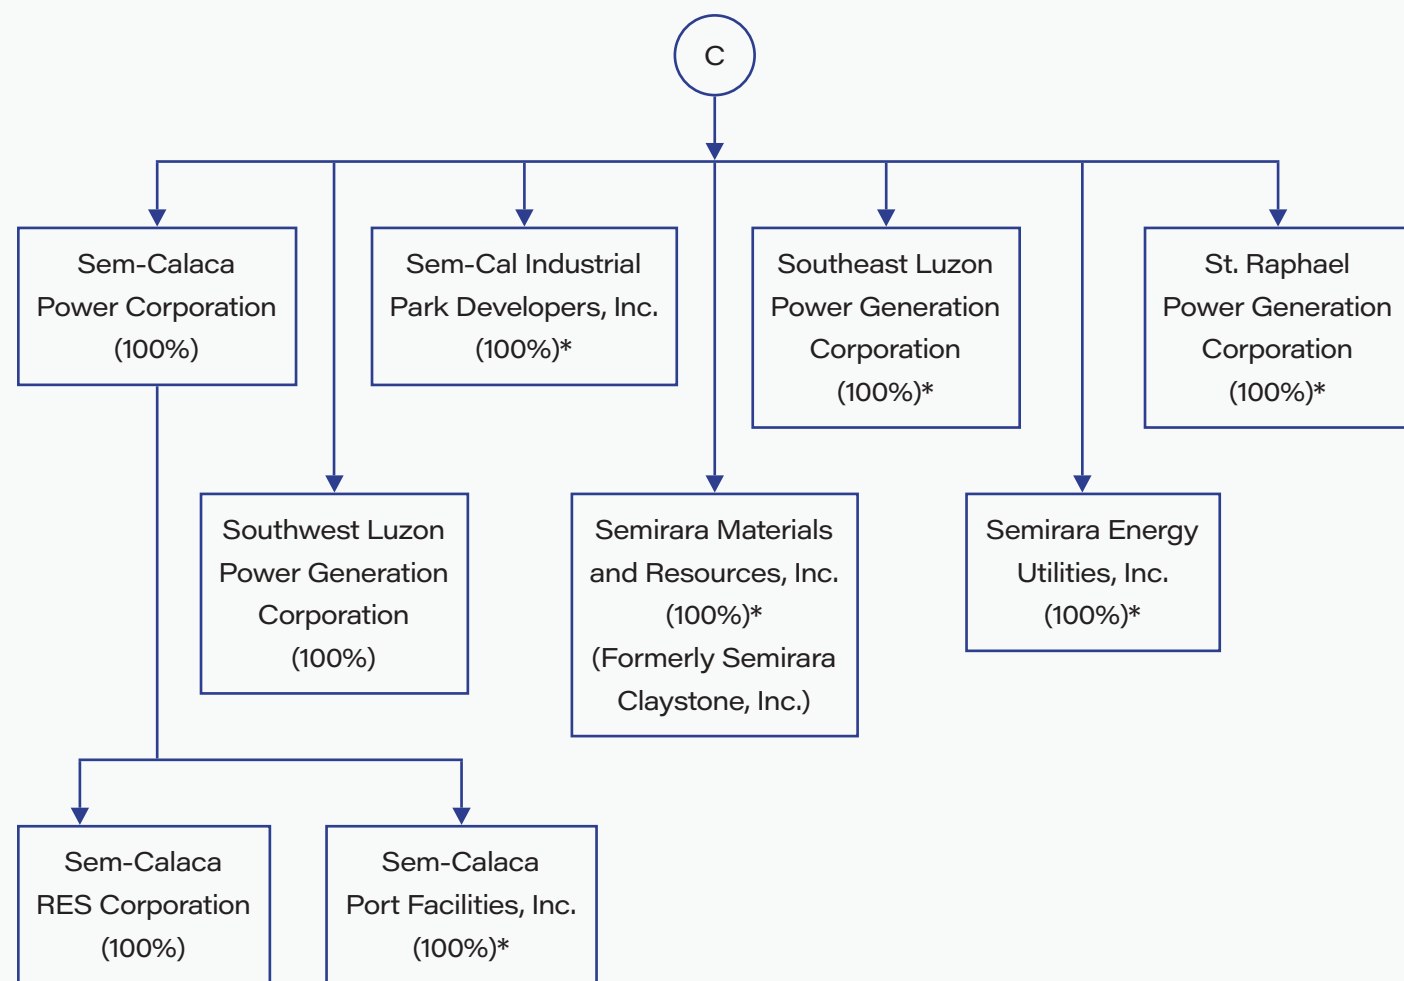 C
Sem-Calaca
Power Corporation
(100%)
Sem-Cal Industrial
Park Developers, Inc.
(100%)*
Southeast Luzon
Power Generation
Corporation
(100%)*
St. Raphael
Power Generation
Corporation
(100%)*
Southwest Luzon
Power Generation
Corporation
(100%)
Semirara Materials
and Resources, Inc.
(100%)*
(Formerly Semirara
Claystone, Inc.)
Semirara Energy
Utilities, Inc.
(100%)*
Sem-Calaca
RES Corporation
(100%)
Sem-Calaca
Port Facilities, Inc.
(100%)*